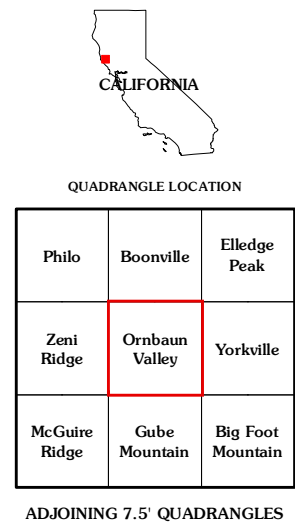 CALIFORNIA
QUADRANGLE LOCATION
Philo
Boonville
Elledge
Peak
Zeni
Ridge
Ornbaun
Valley
Yorkville
McGuire
Ridge
Gube
Mountain
Big Foot
Mountain
ADJOINING 7.5' QUADRANGLES